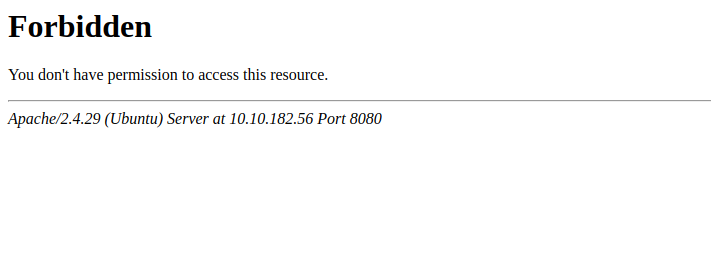 Forbidden
You don't have permission to access this resource.
Apache/2.4.29 (Ubuntu) Server at 10.10.182.56 Port 8080